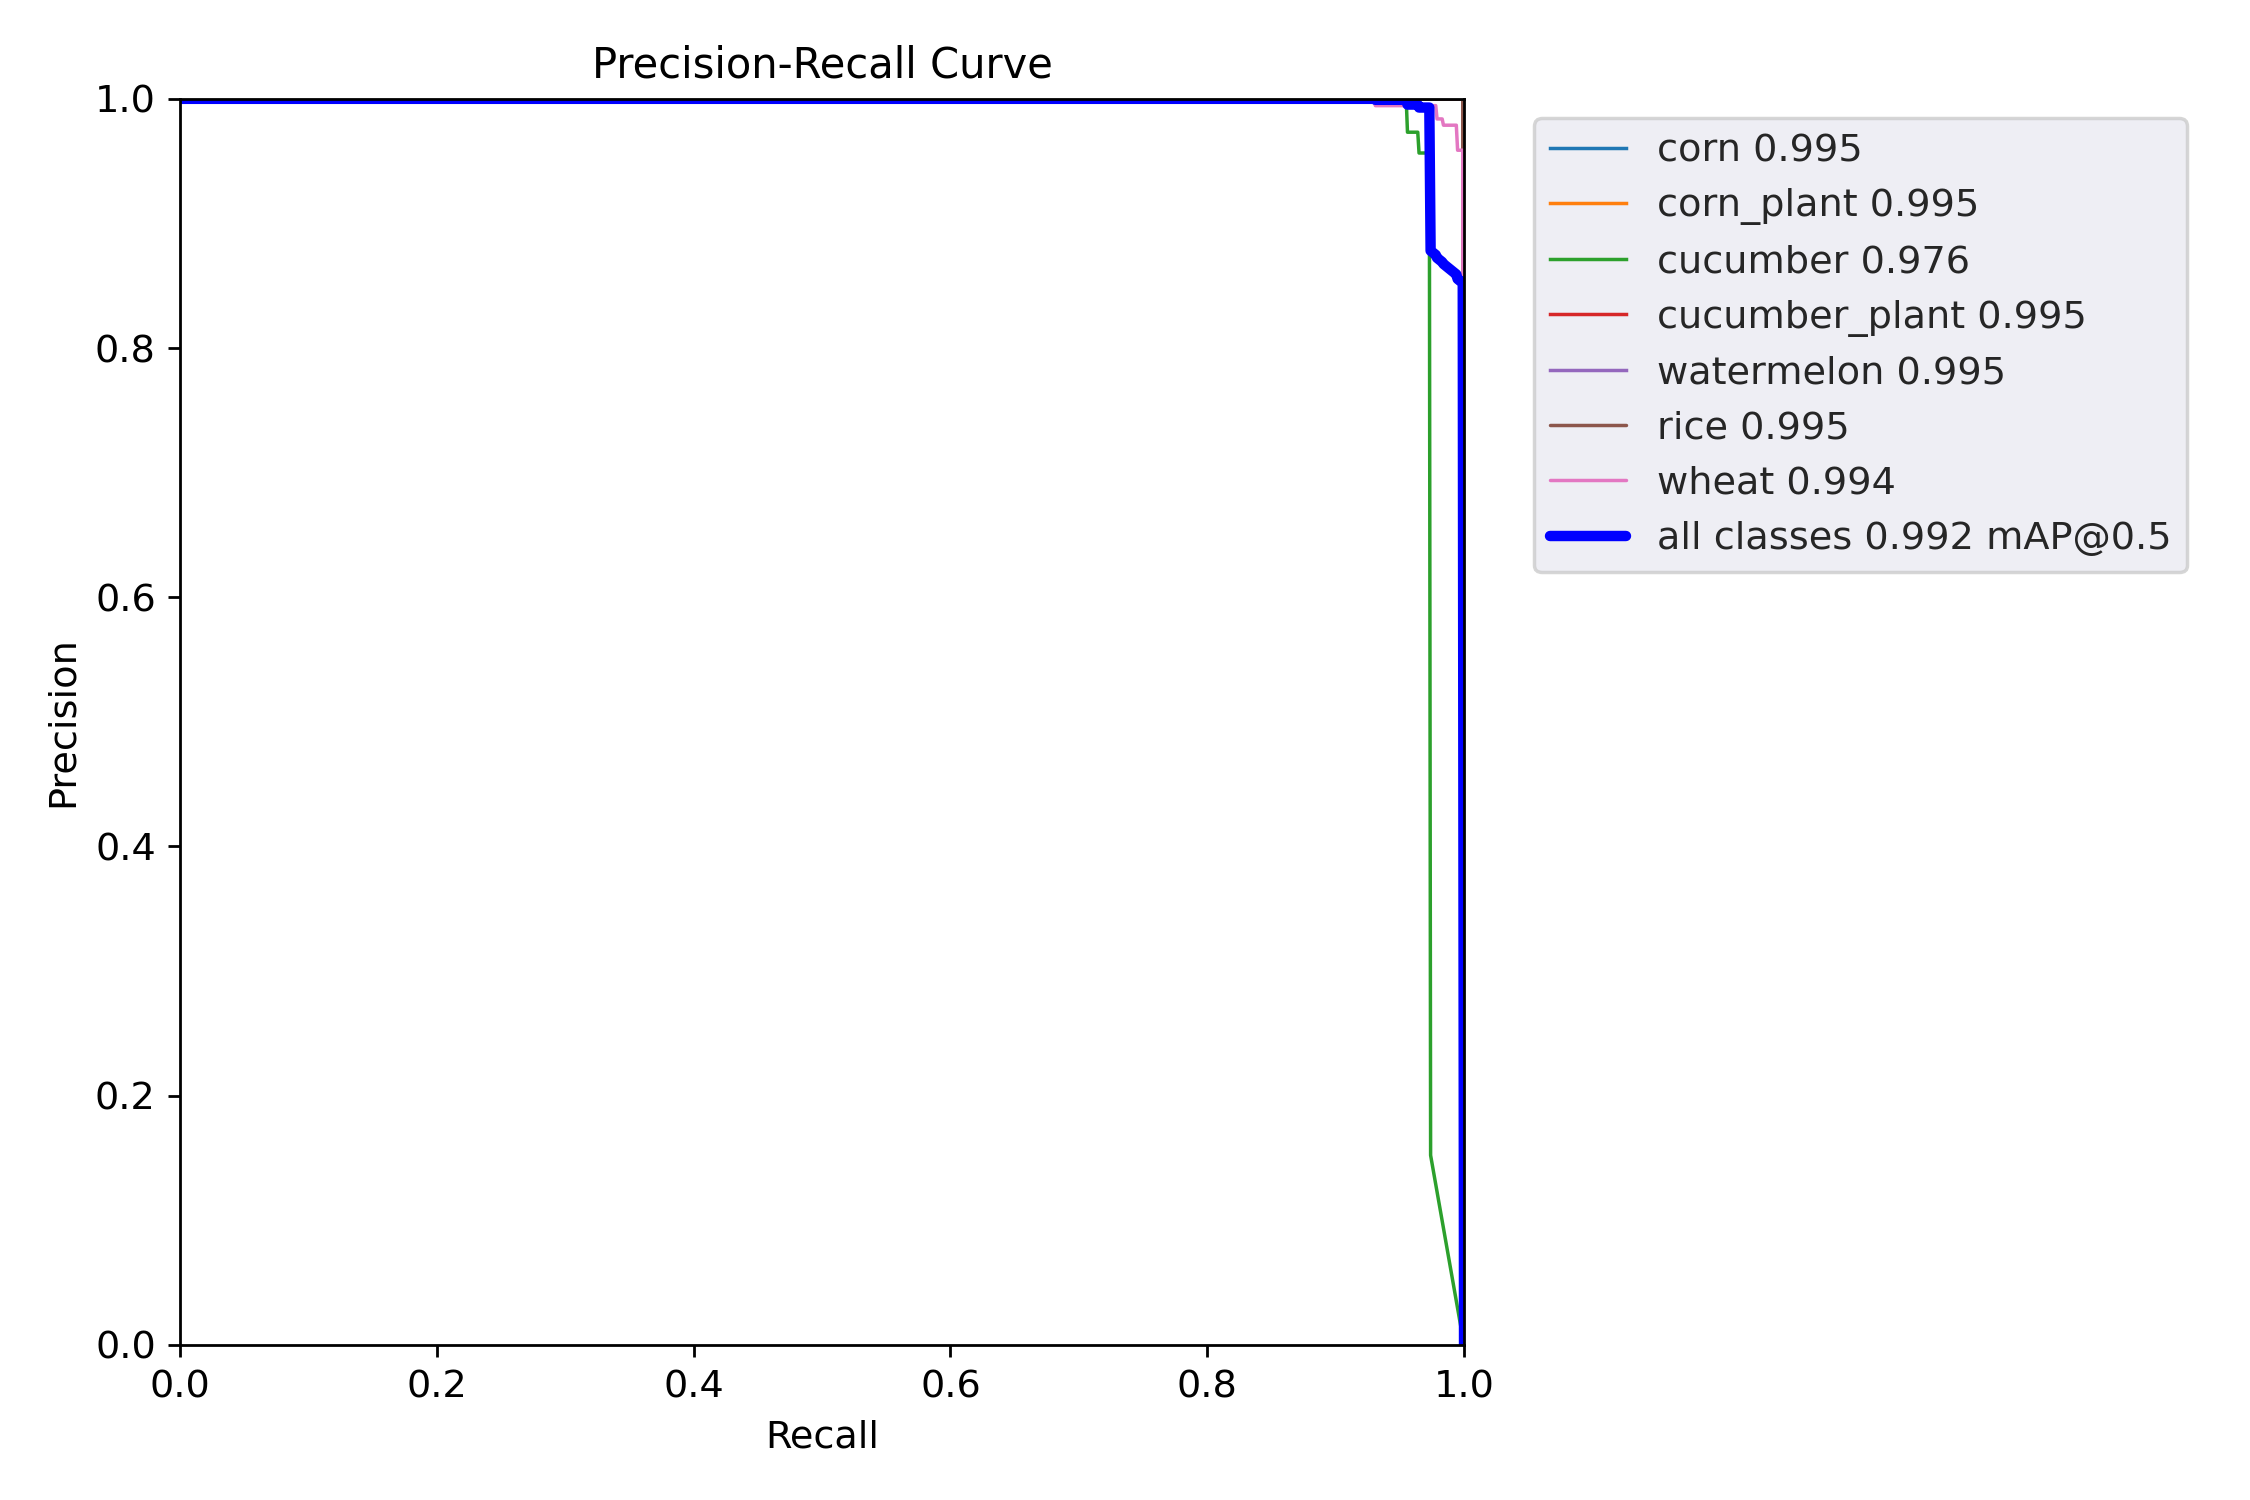 Precision-Recall Curve
1.0
0.8
0.6
0.4
0.2
0.0
Precision
0.0 0.2 0.4 0.6 0.8 1.0
Recall
corn 0.995
corn_plant 0.995
cucumber 0.976
cucumber_plant 0.995
watermelon 0.995
rice 0.995
wheat 0.994
all classes 0.992 mAP@0.5